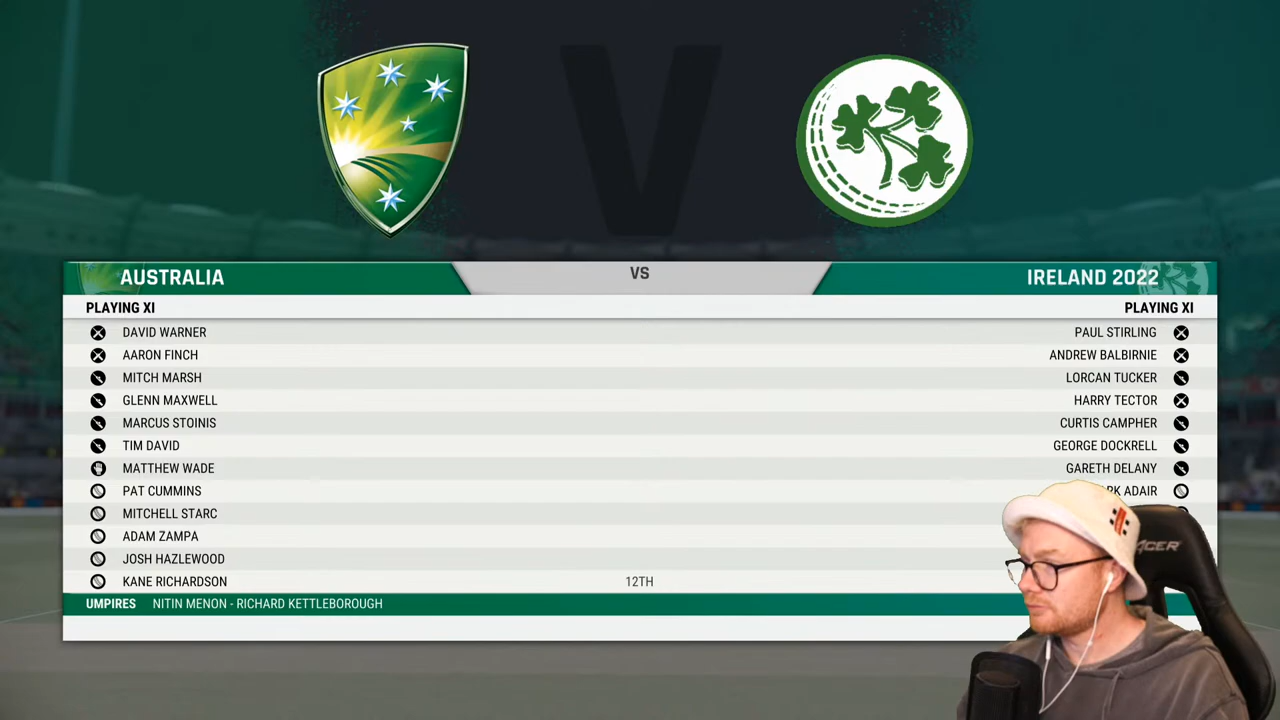 V
AUSTRALIA VS IRELAND 2022
PLAYING XI PLAYING XI
DAVID WARNER PAUL STIRLING
AARON FINCH ANDREW BALBIRNIE
MITCH MARSH LORCAN TUCKER
GLENN MAXWELL HARRY TECTOR
MARCUS STOINIS CURTIS CAMPHER
TIM DAVID GEORGE DOCKRELL
MATTHEW WADE GARETH DELANY
PAT CUMMINS ADAIR
MITCHELL STARC
ADAM ZAMPA
JOSH HAZLEWOOD
KANE RICHARDSON 12TH
UMPIRES NITIN MENON - RICHARD KETTLEBOROUGH